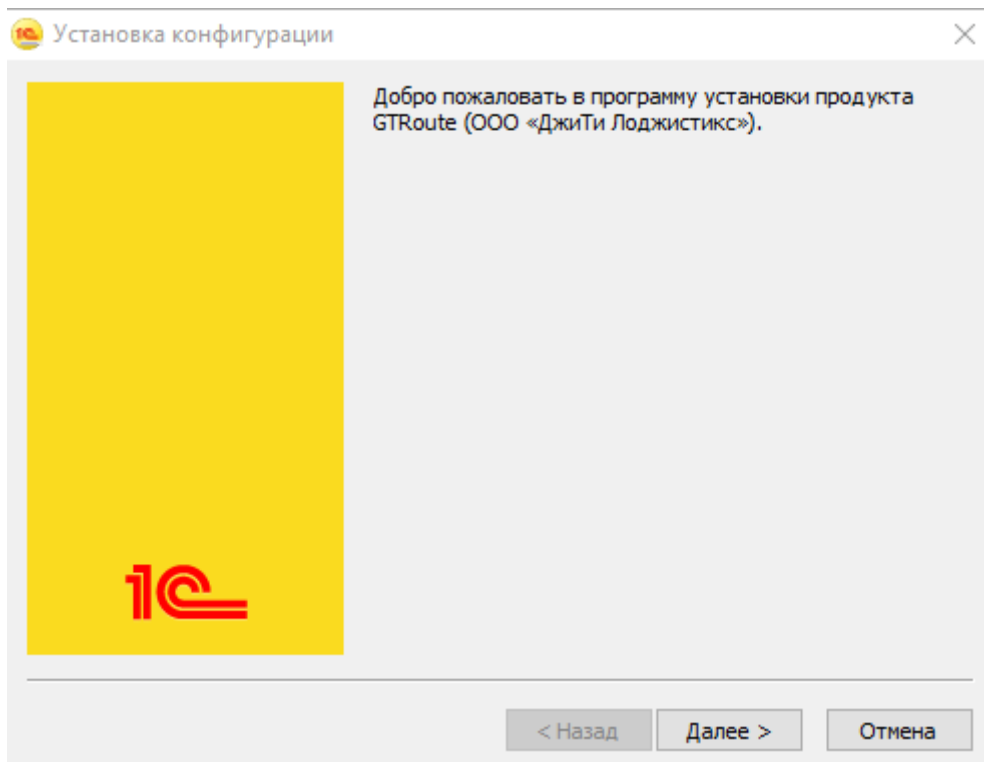 Установка конфигурации
Добро пожаловать в программу установки продукта
GTRoute (ООО «ДжиТи Лоджистикс»).
1С
< Назад
Далее >
Отмена